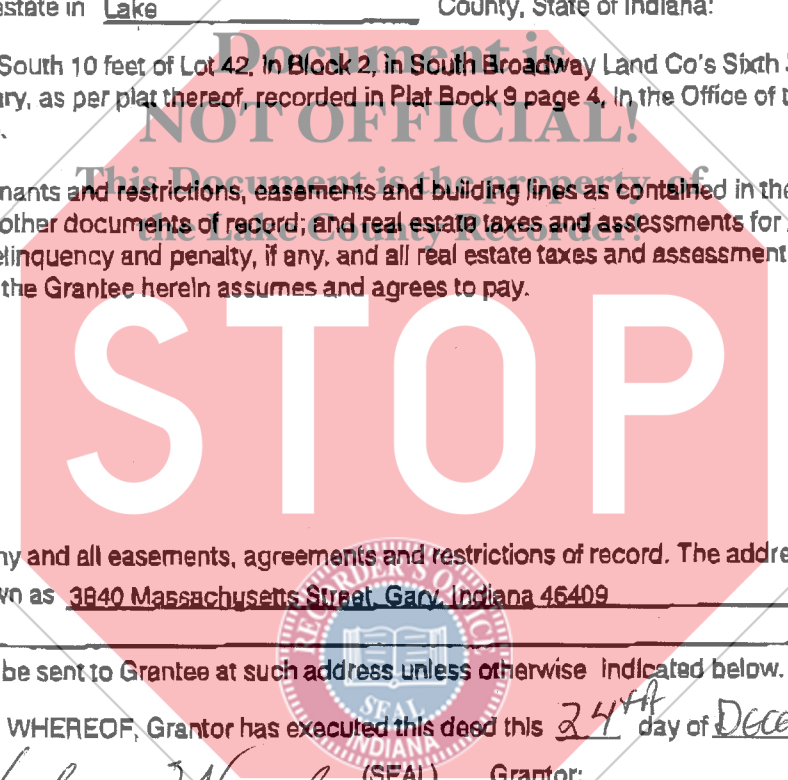 estate in Lake County, State of Indiana:
South 10 feet of Lot 42, in Block 2, in South Broadway Land Co's Sixth
ary, as per plat thereof, recorded in Plat Book 9 page 4, in the Office of
Document is
NOT OFFICIAL!
This Document is the property of
the Lake County Recorder!
nants and restrictions, easements and building lines as contained in the
other documents of record; and real estate taxes and assessments for
elinquency and penalty, if any, and all real estate taxes and assessment
the Grantee herein assumes and agrees to pay.
STOP
ny and all easements, agreements and restrictions of record. The addre
wn as 3840 Massachusetts Street, Gary, Indiana 46409
be sent to Grantee at such address unless otherwise indicated below.
RECORDER'S OFFICE
SEAL
INDIANA
WHEREOF, Grantor has executed this deed this 24th day of Dece
(SEAL) Grantor: